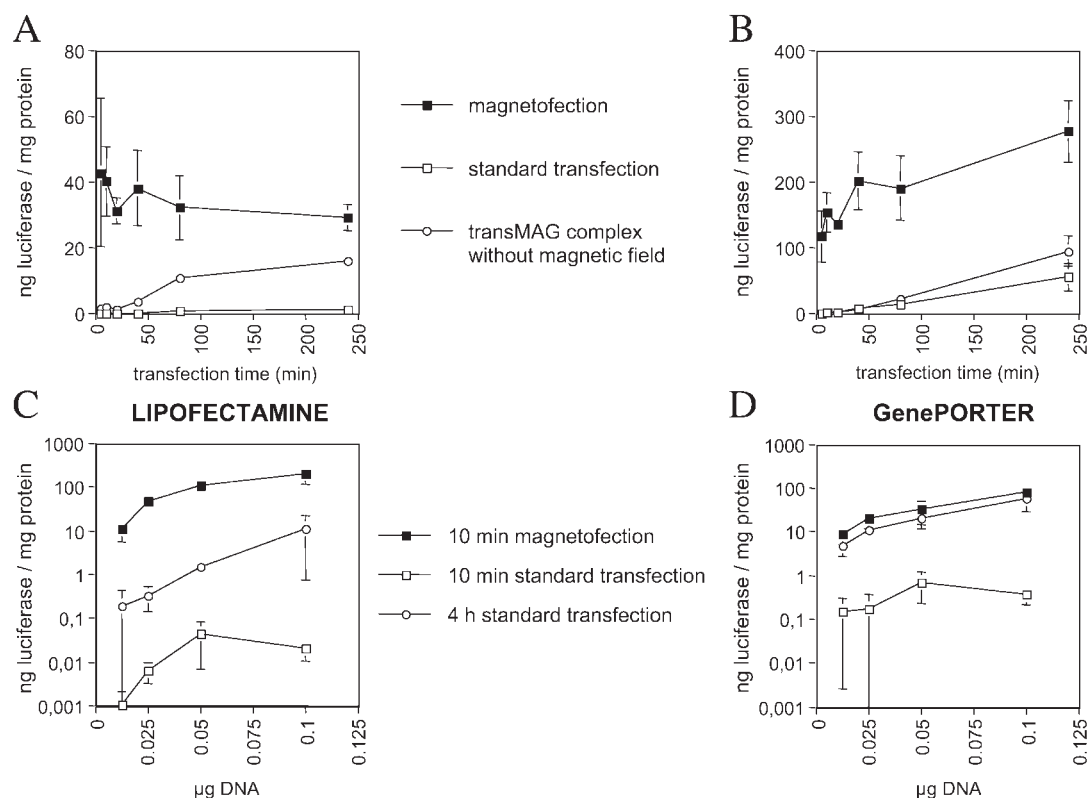 A
80
60
40
20
0
0
50
100
150
200
250
ng luciferase / mg protein
transfection time (min)
magnetofection
standard transfection
transMAG complex
without magnetic field
B
400
300
200
100
0
0
50
100
150
200
250
ng luciferase / mg protein
transfection time (min)
C
LIPOFECTAMINE
1000
100
10
1
0,1
0,01
0,001
0
0.025
0.05
0.075
0.1
0.125
ng luciferase / mg protein
µg DNA
10 min magnetofection
10 min standard transfection
4 h standard transfection
D
GenePORTER
1000
100
10
1
0,1
0,01
0,001
0
0.025
0.05
0.075
0.1
0.125
ng luciferase / mg protein
µg DNA